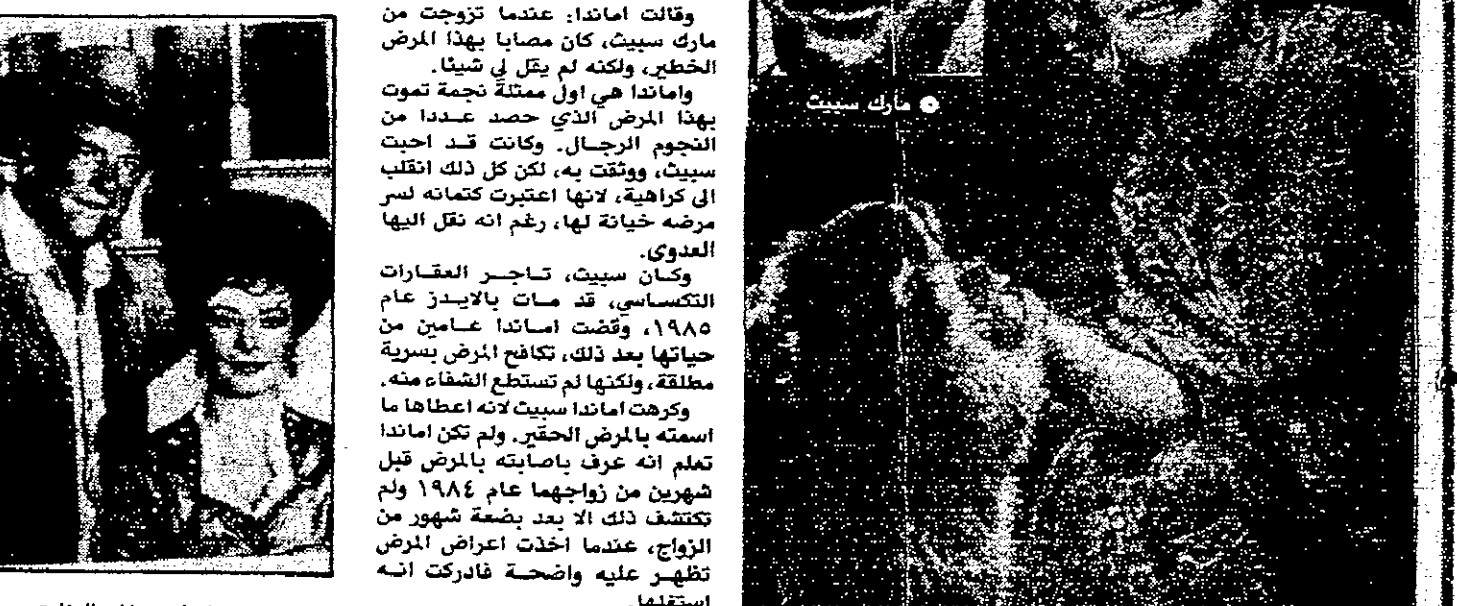 وقالت اماندا: عندما تزوجت من
مارك سبيث، كان مصابا بهذا المرض
الخطير، ولكنه لم يقل لي شيئا.
واماندا هي اول ممثلة نجمة تموت
بهذا المرض الذي حصد عددا من
النجوم الرجال. وكانت قد احبت
سبيث، ووثقت به، لكن كل ذلك انقلب
الى كراهية، لانها اعتبرت كتمانه لسر
مرضه خيانة لها، رغم انه نقل اليها
العدوى.
وكان سبيث، تاجر العقارات
التكساسي، قد مات بالايدز عام
١٩٨٥، وقضت اماندا عامين من
حياتها بعد ذلك، تكافح المرض بسرية
مطلقة، ولكنها لم تستطع الشفاء منه.
وكرهت اماندا سبيث لانه اعطاها ما
اسمته بالمرض الحقير. ولم تكن اماندا
تعلم انه عرف باصابته بالمرض قبل
شهرين من زواجهما عام ١٩٨٤ ولم
تكتشف ذلك الا بعد بضعة شهور من
الزواج، عندما اخذت اعراض المرض
تظهر عليه واضحة فادركت انه
استغلها.
مارك سبيث